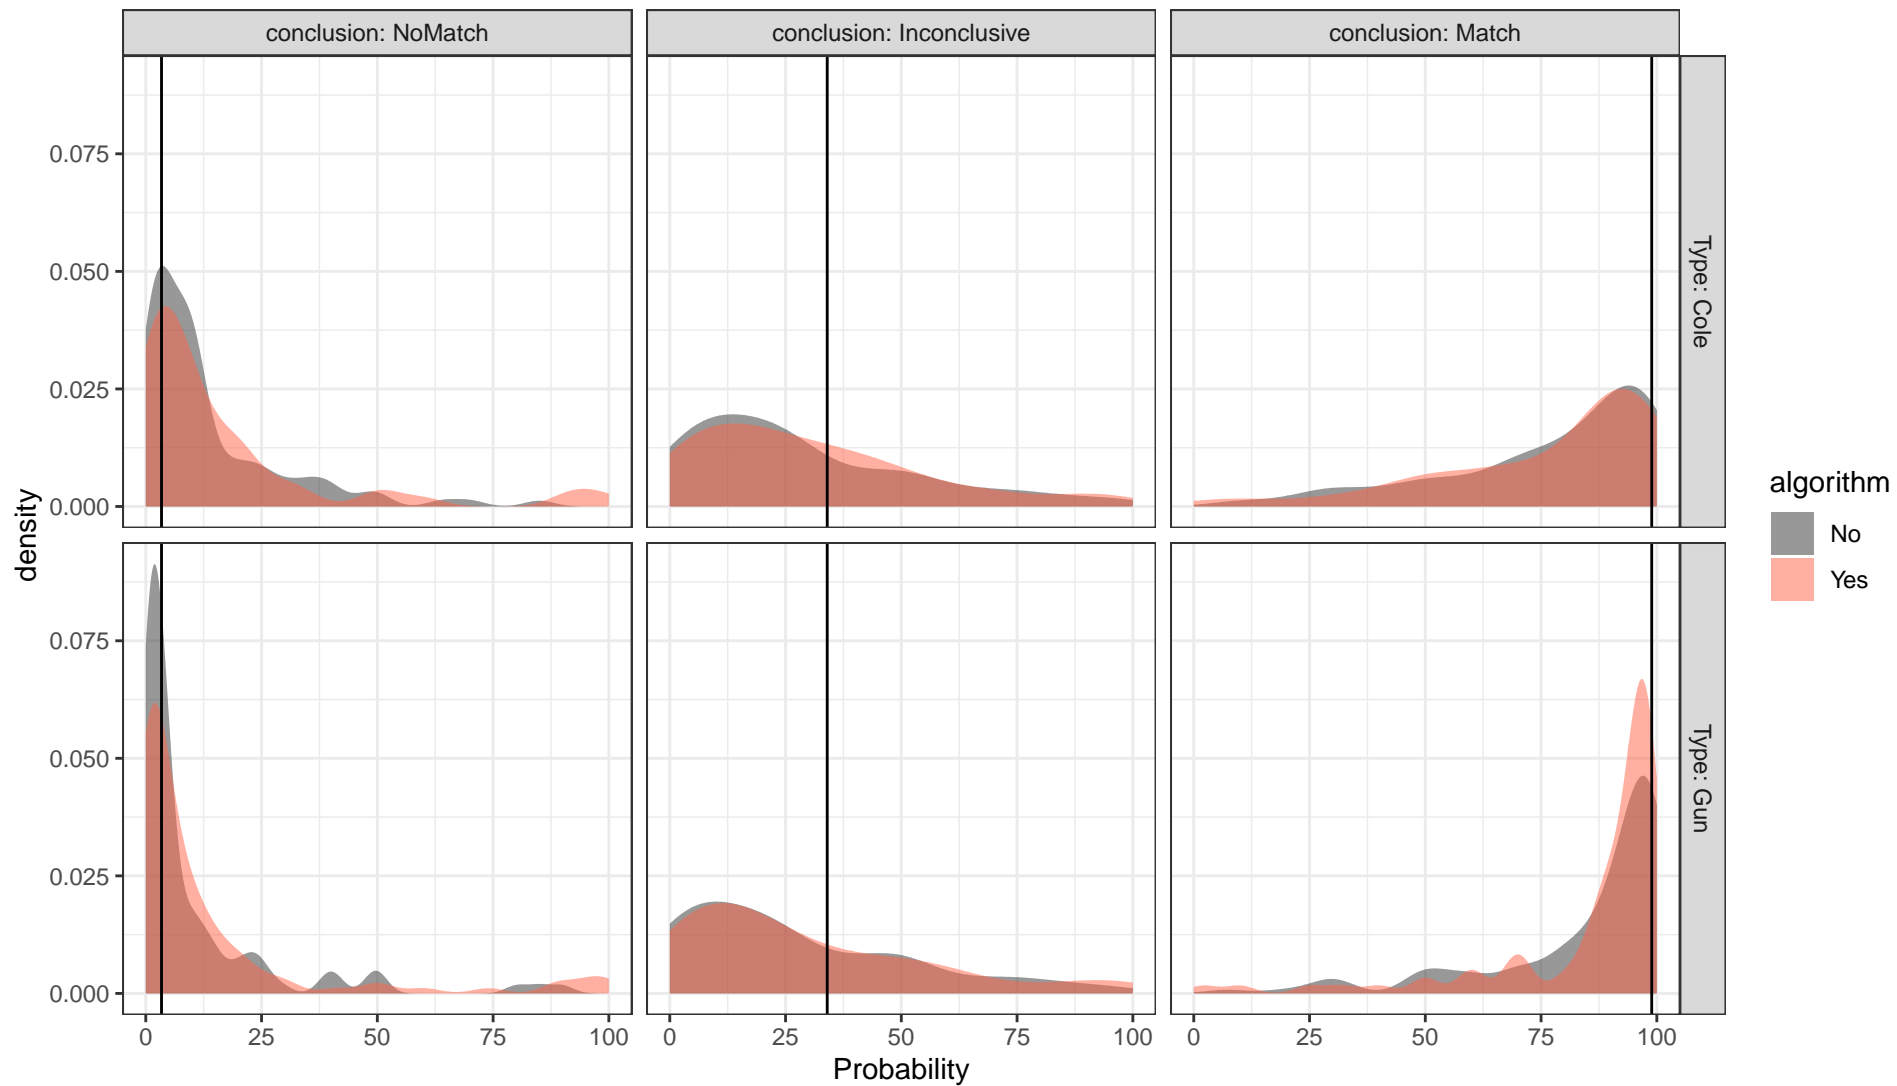 conclusion: NoMatch
conclusion: Inconclusive
conclusion: Match
0.075
0.050
0.025
0.000
Type: Cole
0.075
0.050
0.025
0.000
Type: Gun
density
0 25 50 75 100
0 25 50 75 100
0 25 50 75 100
Probability
algorithm
No
Yes